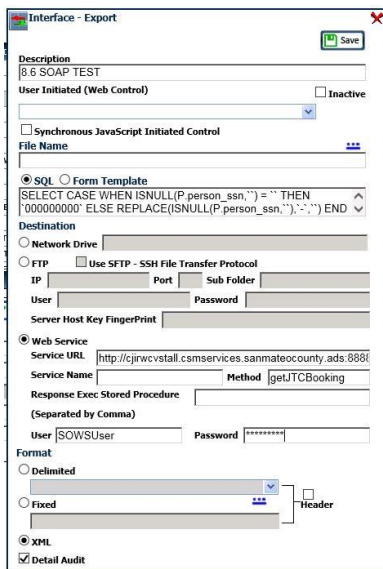 Interface - Export
Save
Description
8.6 SOAP TEST
User Initiated (Web Control)
Inactive
Synchronous JavaScript Initiated Control
File Name
SQL Form Template
SELECT CASE WHEN ISNULL(P.person_ssn,``) = `` THEN
`000000000` ELSE REPLACE(ISNULL(P.person_ssn,``),`-`,``) END
Destination
Network Drive
FTP Use SFTP - SSH File Transfer Protocol
IP Port Sub Folder
User Password
Server Host Key FingerPrint
Web Service
Service URL http://cjirwcvstall.csmservices.sanmateocounty.ads:8888
Service Name Method getJTCBooking
Response Exec Stored Procedure
(Separated by Comma)
User SOWSUser Password *********
Format
Delimited
Header
Fixed
XML
Detail Audit